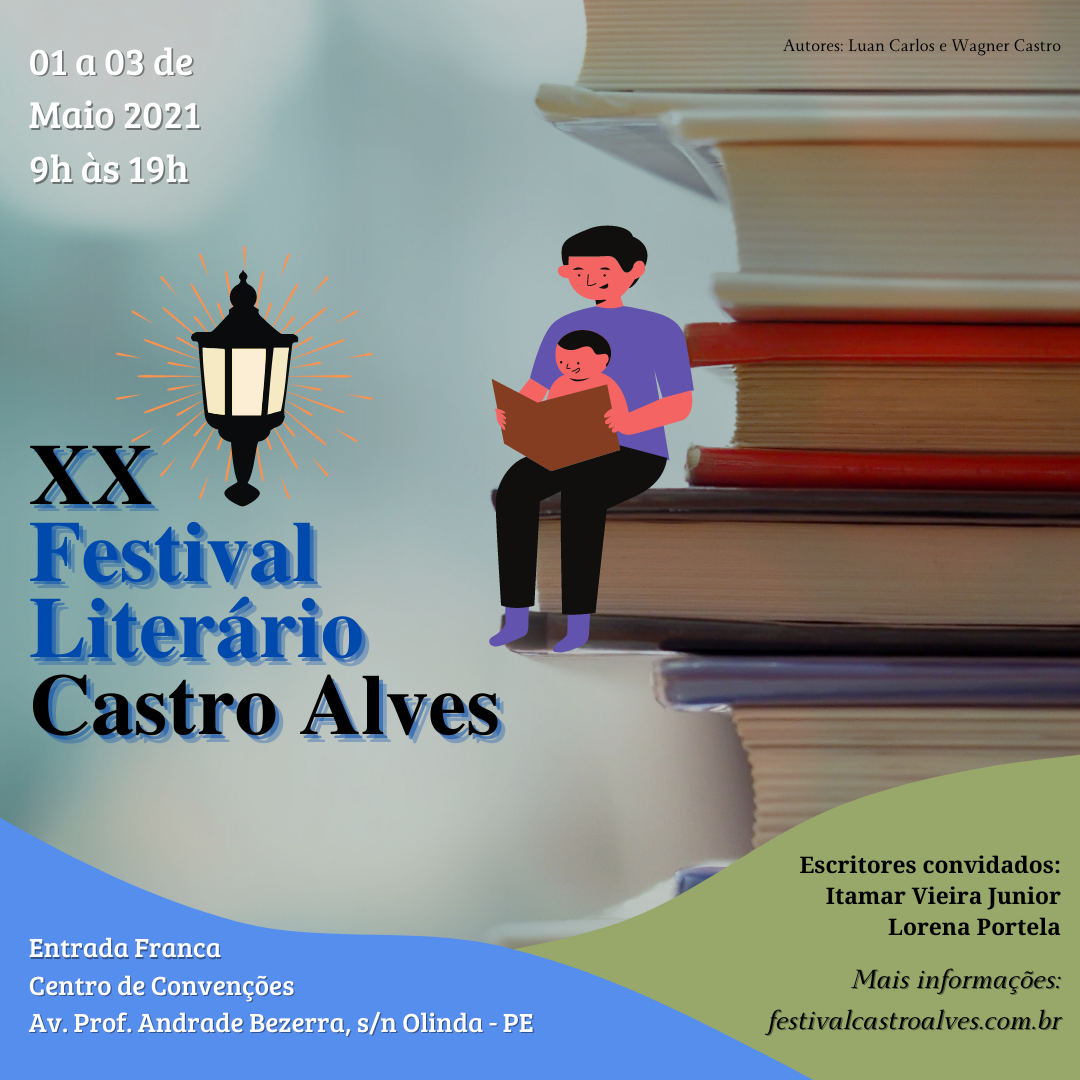 01 a 03 de
Maio 2021
9h às 19h
Autores: Luan Carlos e Wagner Castro
XX
Festival
Literário
Castro Alves
Entrada Franca
Centro de Convenções
Av. Prof. Andrade Bezerra, s/n Olinda - PE
Escritores convidados:
Itamar Vieira Junior
Lorena Portela
Mais informações:
festivalcastroalves.com.br